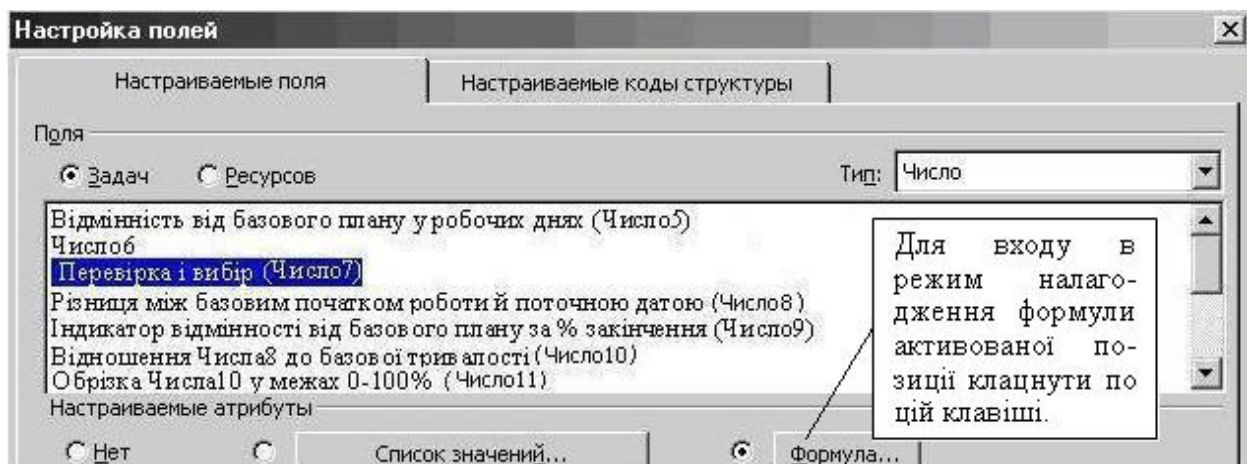 Настройка полей
Настраиваемые поля Настраиваемые коды структуры
Поля
Задач Ресурсов Тип: Число
Відмінність від базового плану у робочих днях (Число5)
Число6
Перевірка і вибір (Число7)
Різниця між базовим початком роботи й поточною датою (Число8)
Індикатор відмінності від базового плану за % закінчення (Число9)
Відношення Числа8 до базової тривалості (Число10)
Обрізка Числа10 у межах 0-100% (Число11)
Для входу в
режим налаго-
дження формули
активованої по-
зиції клацнути по
цій клавіші.
Настраиваемые атрибуты
Нет Список значений... Формула...